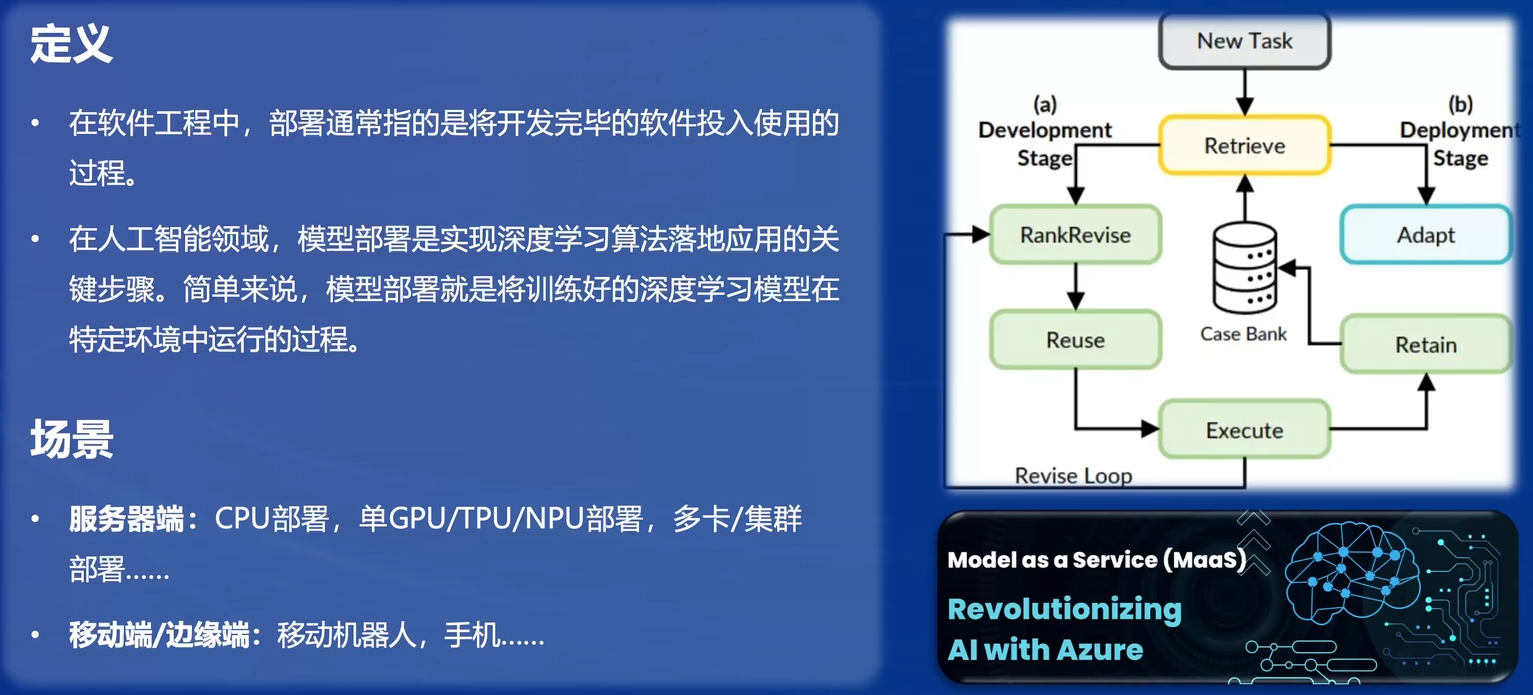 定义
• 在软件工程中，部署通常指的是将开发完毕的软件投入使用的
过程。
• 在人工智能领域，模型部署是实现深度学习算法落地应用的关
键步骤。简单来说，模型部署就是将训练好的深度学习模型在
特定环境中运行的过程。
场景
• 服务器端：CPU部署，单GPU/TPU/NPU部署，多卡/集群
部署……
• 移动端/边缘端：移动机器人，手机……
New Task
(a)
Development
Stage
Retrieve
(b)
Deployment
Stage
RankRevise
Adapt
Case Bank
Reuse
Retain
Execute
Revise Loop
Model as a Service (MaaS)
Revolutionizing
AI with Azure